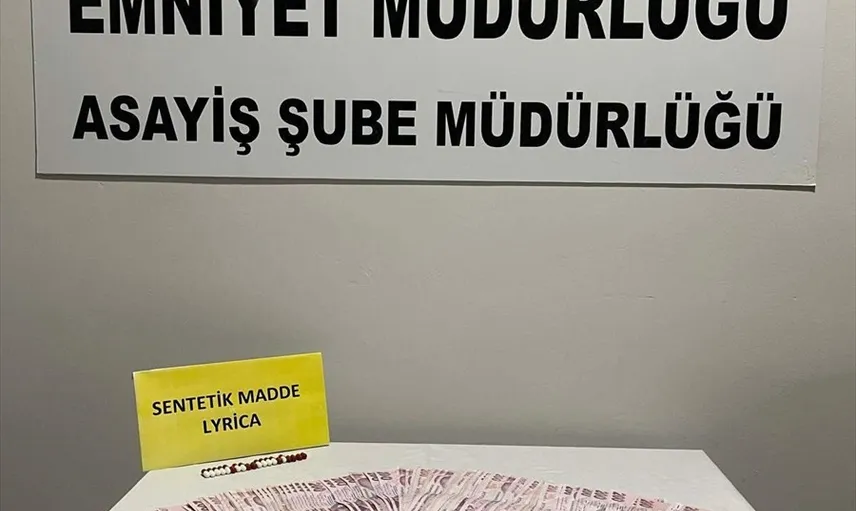 EMNİYET MÜDÜRLÜĞÜ
ASAYİŞ ŞUBE MÜDÜRLÜĞÜ
SENTETİK MADDE
LYRICA